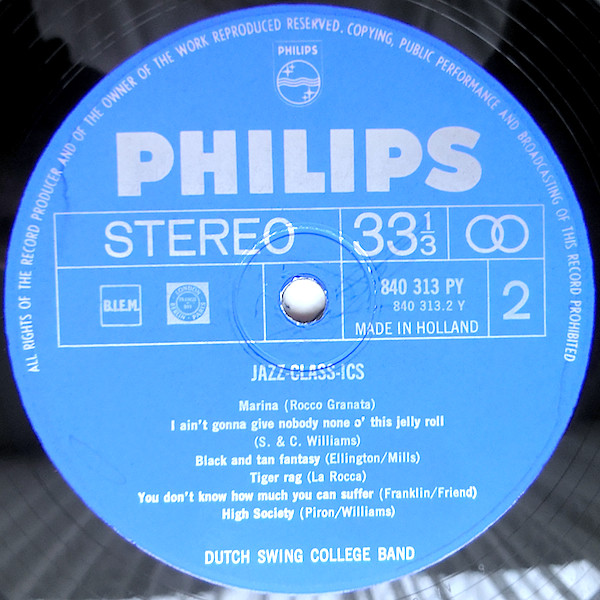 ALL RIGHTS OF THE RECORD PRODUCER AND OF THE OWNER OF THE WORK REPRODUCED RESERVED. COPYING, PUBLIC PERFORMANCE AND BROADCASTING OF THIS RECORD PROHIBITED
PHILIPS
PHILIPS
STEREO 33 1/3
840 313 PY
840 313.2 Y
2
B.I.E.M.
MADE IN HOLLAND
JAZZ-CLASS-ICS
Marina (Rocco Granata)
I ain't gonna give nobody none o' this jelly roll
(S. & C. Williams)
Black and tan fantasy (Ellington/Mills)
Tiger rag (La Rocca)
You don't know how much you can suffer (Franklin/Friend)
High Society (Piron/Williams)
DUTCH SWING COLLEGE BAND